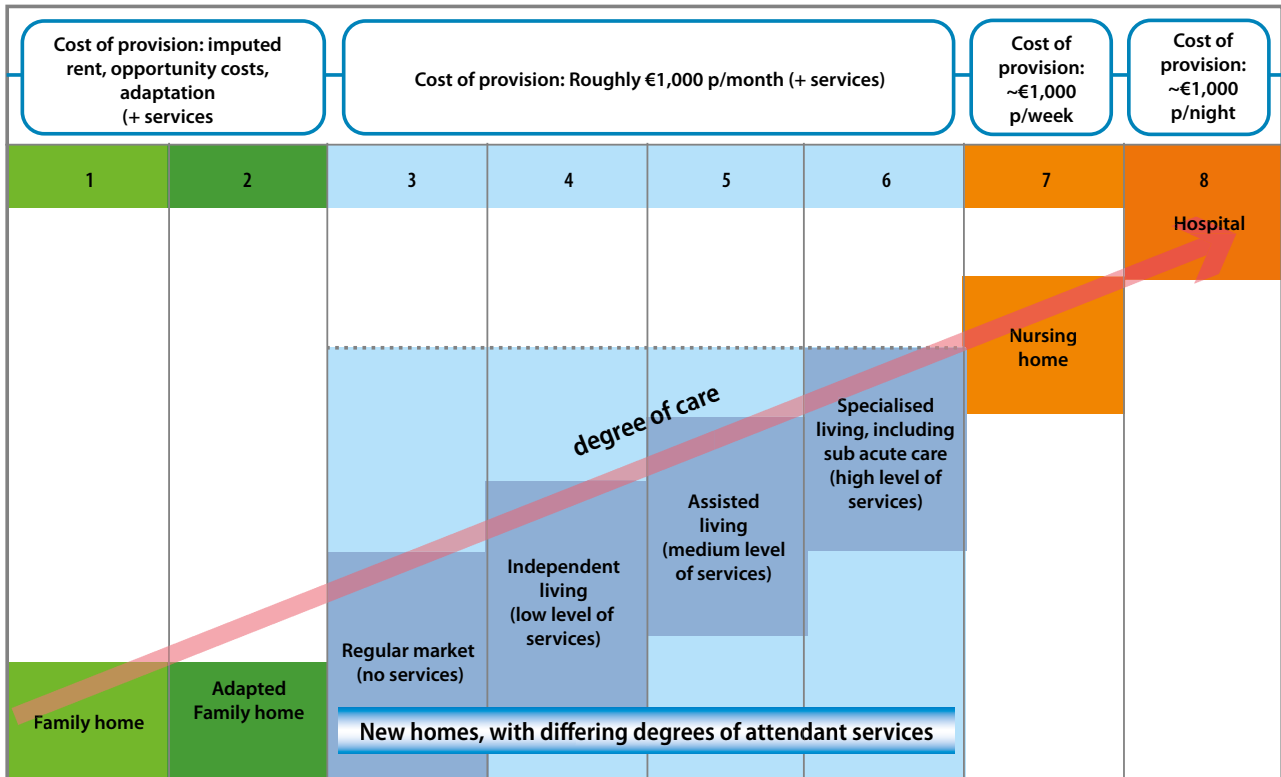 Cost of provision: imputed
rent, opportunity costs,
adaptation
(+ services
Cost of provision: Roughly €1,000 p/month (+ services)
Cost of
provision:
~€1,000
p/week
Cost of
provision:
~€1,000
p/night
1
2
3
4
5
6
7
8
Hospital
Nursing
home
degree of care
Specialised
living, including
sub acute care
(high level of
services)
Assisted
living
(medium level
of services)
Independent
living
(low level of
services)
Regular market
(no services)
Adapted
Family home
Family home
New homes, with differing degrees of attendant services